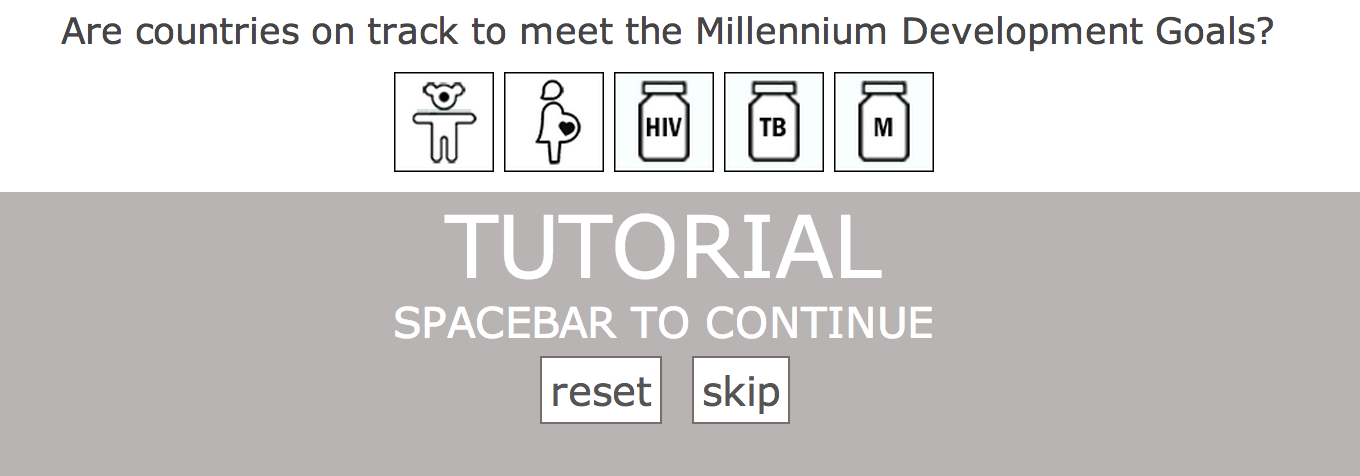 Are countries on track to meet the Millennium Development Goals?
HIV TB M
TUTORIAL
SPACEBAR TO CONTINUE
reset skip